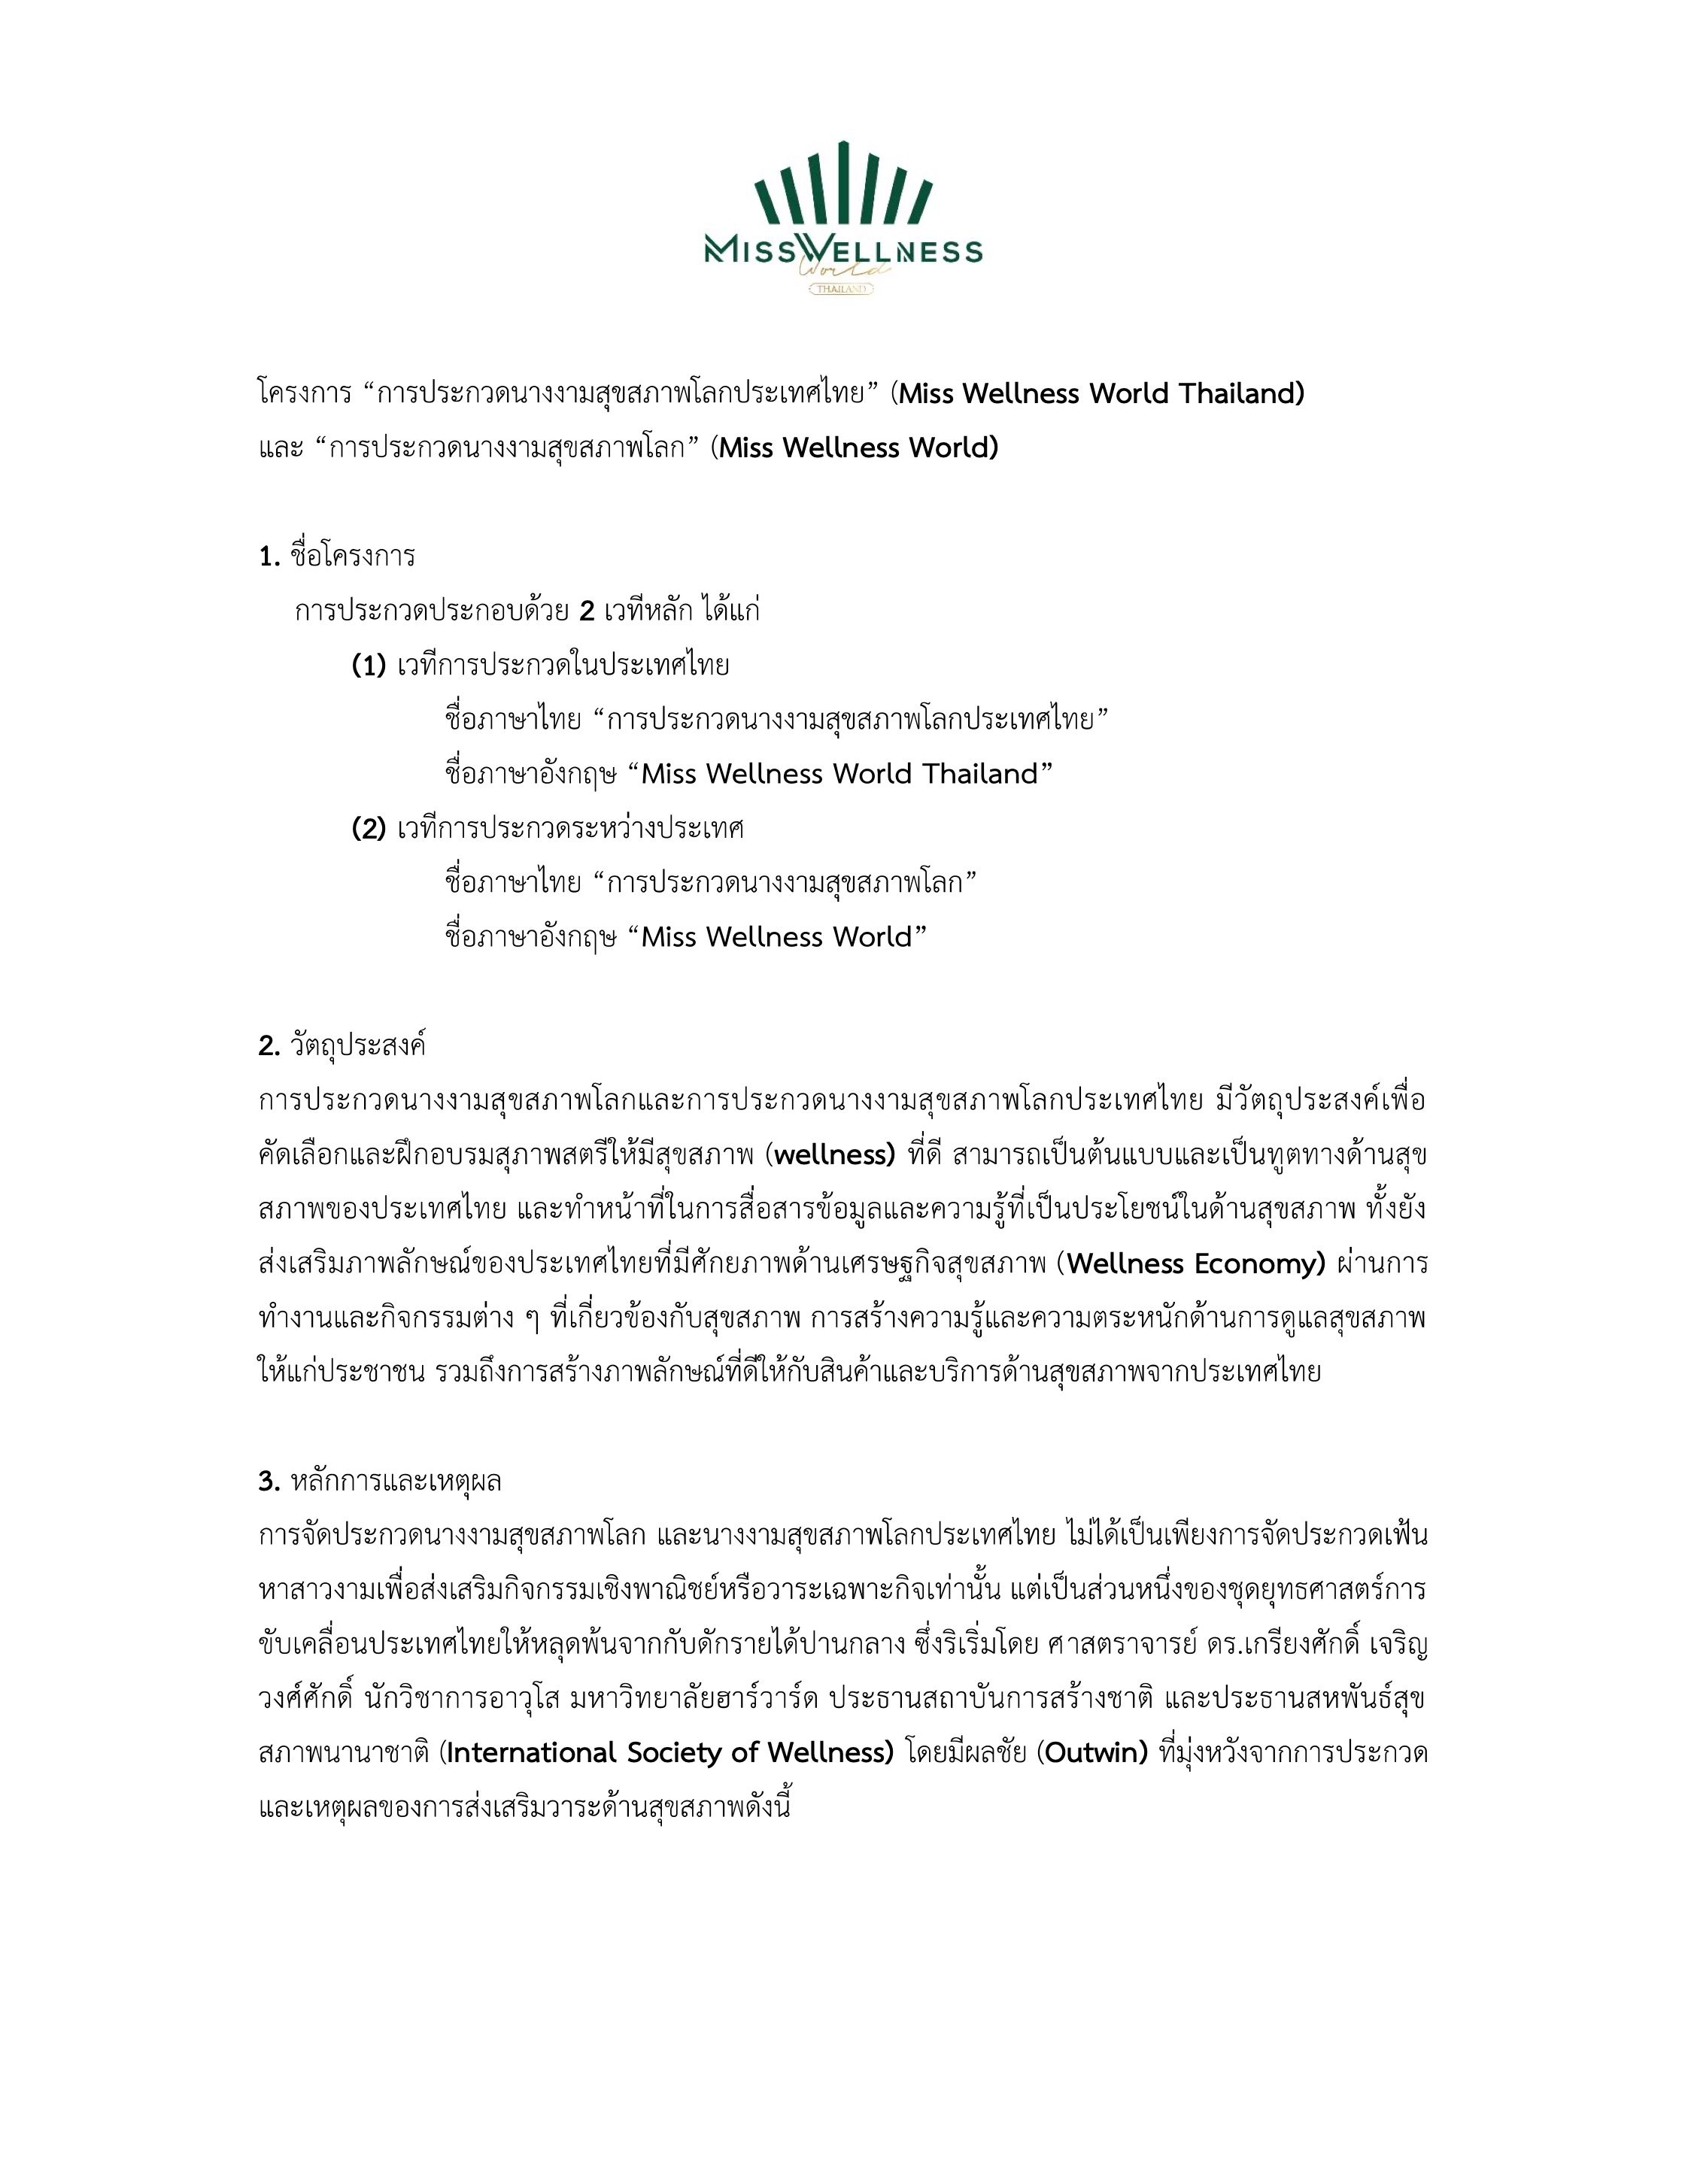 MISSWELLNESS
World
THAILAND
โครงการ “การประกวดนางงามสุขสภาพโลกประเทศไทย” (Miss Wellness World Thailand)
และ “การประกวดนางงามสุขสภาพโลก” (Miss Wellness World)
1. ชื่อโครงการ
การประกวดประกอบด้วย 2 เวทีหลัก ได้แก่
(1) เวทีการประกวดในประเทศไทย
ชื่อภาษาไทย “การประกวดนางงามสุขสภาพโลกประเทศไทย”
ชื่อภาษาอังกฤษ “Miss Wellness World Thailand”
(2) เวทีการประกวดระหว่างประเทศ
ชื่อภาษาไทย “การประกวดนางงามสุขสภาพโลก”
ชื่อภาษาอังกฤษ “Miss Wellness World”
2. วัตถุประสงค์
การประกวดนางงามสุขสภาพโลกและการประกวดนางงามสุขสภาพโลกประเทศไทย มีวัตถุประสงค์เพื่อ
คัดเลือกและฝึกอบรมสุภาพสตรีให้มีสุขสภาพ (wellness) ที่ดี สามารถเป็นต้นแบบและเป็นทูตทางด้านสุข
สภาพของประเทศไทย และทำหน้าที่ในการสื่อสารข้อมูลและความรู้ที่เป็นประโยชน์ในด้านสุขสภาพ ทั้งยัง
ส่งเสริมภาพลักษณ์ของประเทศไทยที่มีศักยภาพด้านเศรษฐกิจสุขสภาพ (Wellness Economy) ผ่านการ
ทำงานและกิจกรรมต่าง ๆ ที่เกี่ยวข้องกับสุขสภาพ การสร้างความรู้และความตระหนักด้านการดูแลสุขสภาพ
ให้แก่ประชาชน รวมถึงการสร้างภาพลักษณ์ที่ดีให้กับสินค้าและบริการด้านสุขสภาพจากประเทศไทย
3. หลักการและเหตุผล
การจัดประกวดนางงามสุขสภาพโลก และนางงามสุขสภาพโลกประเทศไทย ไม่ได้เป็นเพียงการจัดประกวดเฟ้น
หาสาวงามเพื่อส่งเสริมกิจกรรมเชิงพาณิชย์หรือวาระเฉพาะกิจเท่านั้น แต่เป็นส่วนหนึ่งของชุดยุทธศาสตร์การ
ขับเคลื่อนประเทศไทยให้หลุดพ้นจากกับดักรายได้ปานกลาง ซึ่งริเริ่มโดย ศาสตราจารย์ ดร.เกรียงศักดิ์ เจริญ
วงศ์ศักดิ์ นักวิชาการอาวุโส มหาวิทยาลัยฮาร์วาร์ด ประธานสถาบันการสร้างชาติ และประธานสหพันธ์สุข
สภาพนานาชาติ (International Society of Wellness) โดยมีผลชัย (Outwin) ที่มุ่งหวังจากการประกวด
และเหตุผลของการส่งเสริมวาระด้านสุขสภาพดังนี้